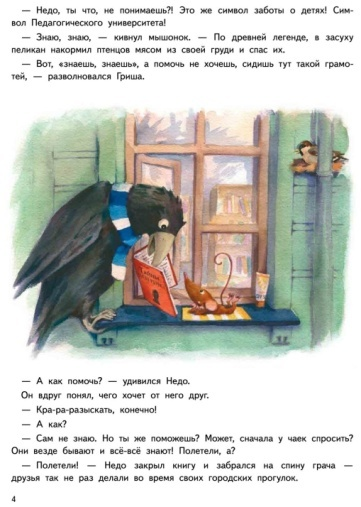 — Недо, ты что, не понимаешь?! Это же символ заботы о детях! Сим-
вол Педагогического университета!
— Знаю, знаю, — кивнул мышонок. — По древней легенде, в засуху
пеликан накормил птенцов мясом из своей груди и спас их.
— Вот, «знаешь, знаешь», а помочь не хочешь, сидишь тут такой грамо-
тей, — разволновался Гриша.
— А как помочь? — удивился Недо.
Он вдруг понял, чего хочет от него друг.
— Кра-ра-разыскать, конечно!
— А как?
— Сам не знаю. Но ты же поможешь? Может, сначала у чаек спросить?
Они везде бывают и всё-всё знают! Полетели, а?
— Полетели! — Недо закрыл книгу и забрался на спину грача —
друзья так не раз делали во время своих городских прогулок.
4